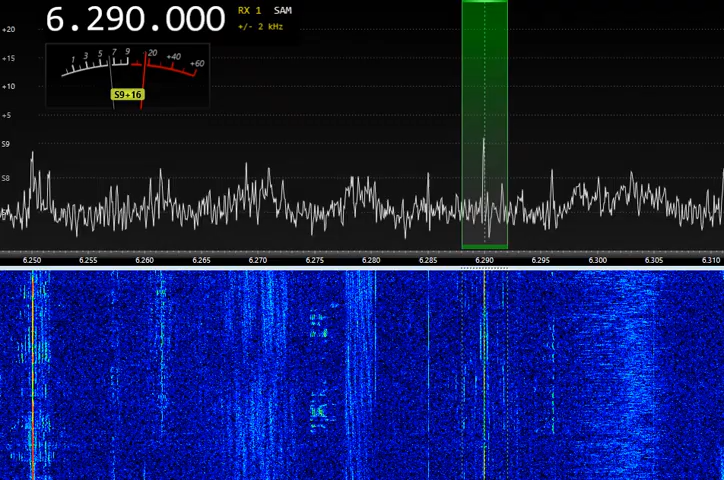 6.290.000
RX 1 SAM
+/- 2 kHz
1 3 5 7 9 20 +40 +60
S9+16
+20
+15
+10
+5
S9
S8
6.250 6.255 6.260 6.265 6.270 6.275 6.280 6.285 6.290 6.295 6.300 6.305 6.310